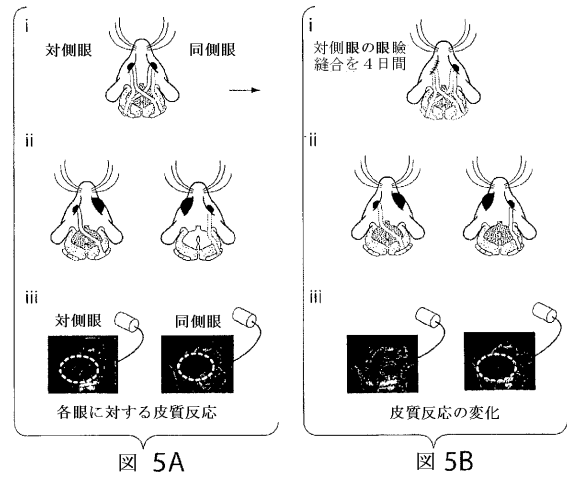 i
対側眼 同側眼
ii
iii
対側眼 同側眼
各眼に対する皮質反応
図 5A
i
対側眼の眼瞼
縫合を４日間
ii
iii
皮質反応の変化
図 5B